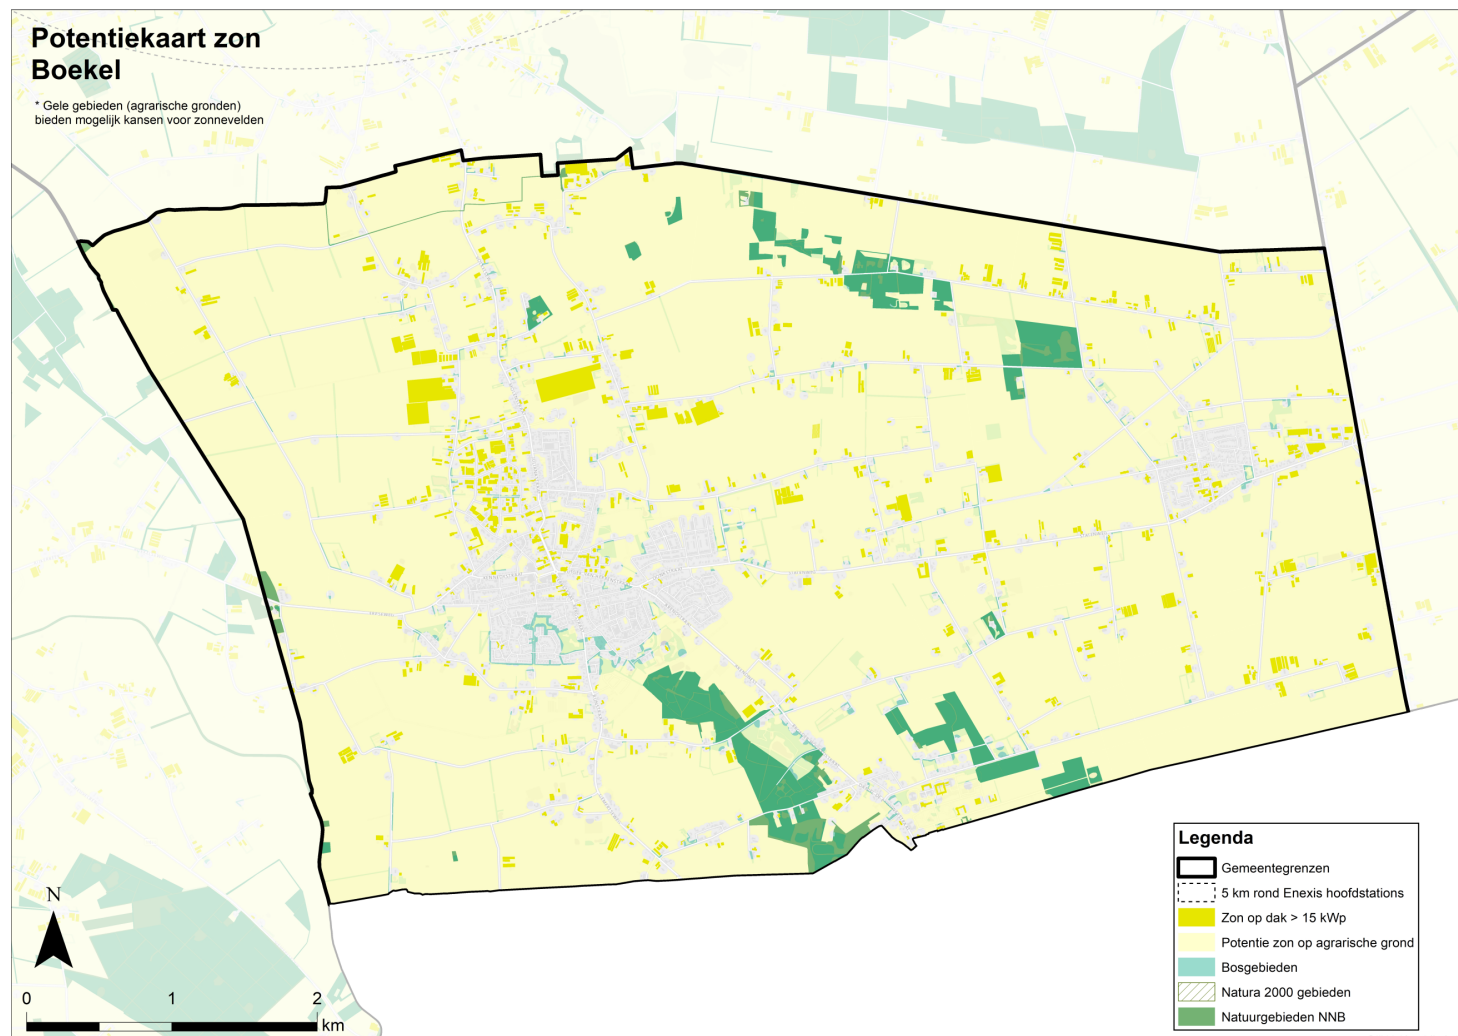 Potentiekaart zon
Boekel
* Gele gebieden (agrarische gronden)
bieden mogelijk kansen voor zonnevelden
N
0 1 2
km
Legenda
Gemeentegrenzen
5 km rond Enexis hoofdstations
Zon op dak > 15 kWp
Potentie zon op agrarische grond
Bosgebieden
Natura 2000 gebieden
Natuurgebieden NNB